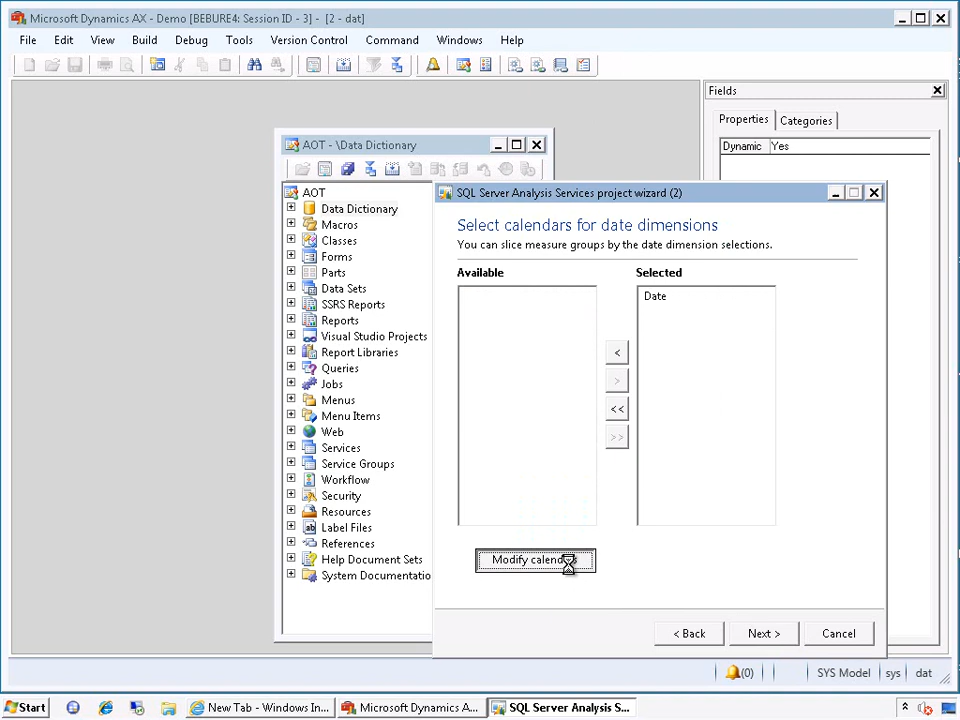 Microsoft Dynamics AX - Demo [BEBURE4: Session ID - 3] - [2 - dat]
File Edit View Build Debug Tools Version Control Command Windows Help
Fields
Properties Categories
Dynamic Yes
AOT - \Data Dictionary
AOT
Data Dictionary
Macros
Classes
Forms
Parts
Data Sets
SSRS Reports
Reports
Visual Studio Projects
Report Libraries
Queries
Jobs
Menus
Menu Items
Web
Services
Service Groups
Workflow
Security
Resources
Label Files
References
Help Document Sets
System Documentatio
SQL Server Analysis Services project wizard (2)
Select calendars for date dimensions
You can slice measure groups by the date dimension selections.
Available Selected
Date
<
>
<<
>>
Modify
< Back Next > Cancel
(0) SYS Model sys dat
Start New Tab - Windows In... Microsoft Dynamics A... SQL Server Analysis S...